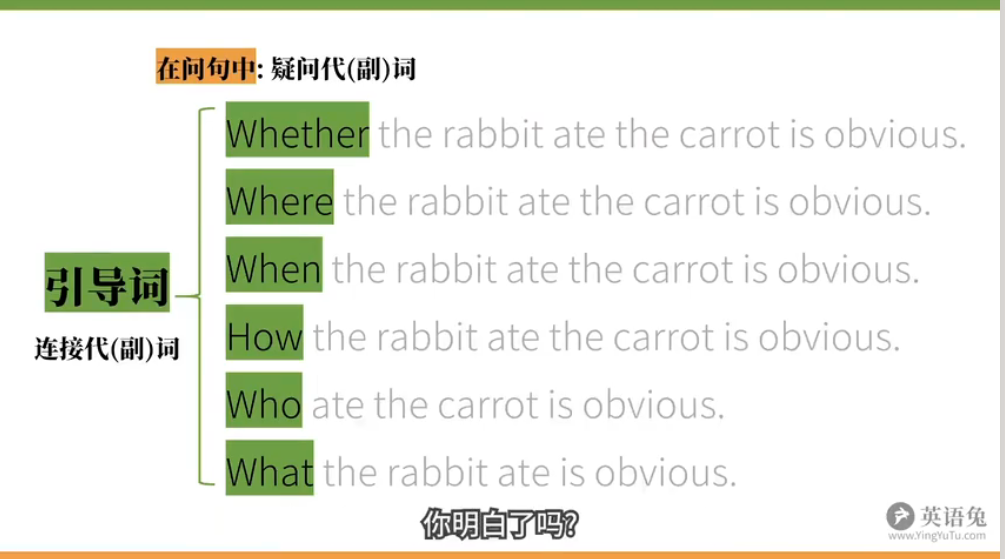 在问句中: 疑问代(副)词
Whether the rabbit ate the carrot is obvious.
Where the rabbit ate the carrot is obvious.
When the rabbit ate the carrot is obvious.
引导词
How the rabbit ate the carrot is obvious.
连接代(副)词
Who ate the carrot is obvious.
What the rabbit ate is obvious.
你明白了吗?
英语兔
www.YingYuTu.com